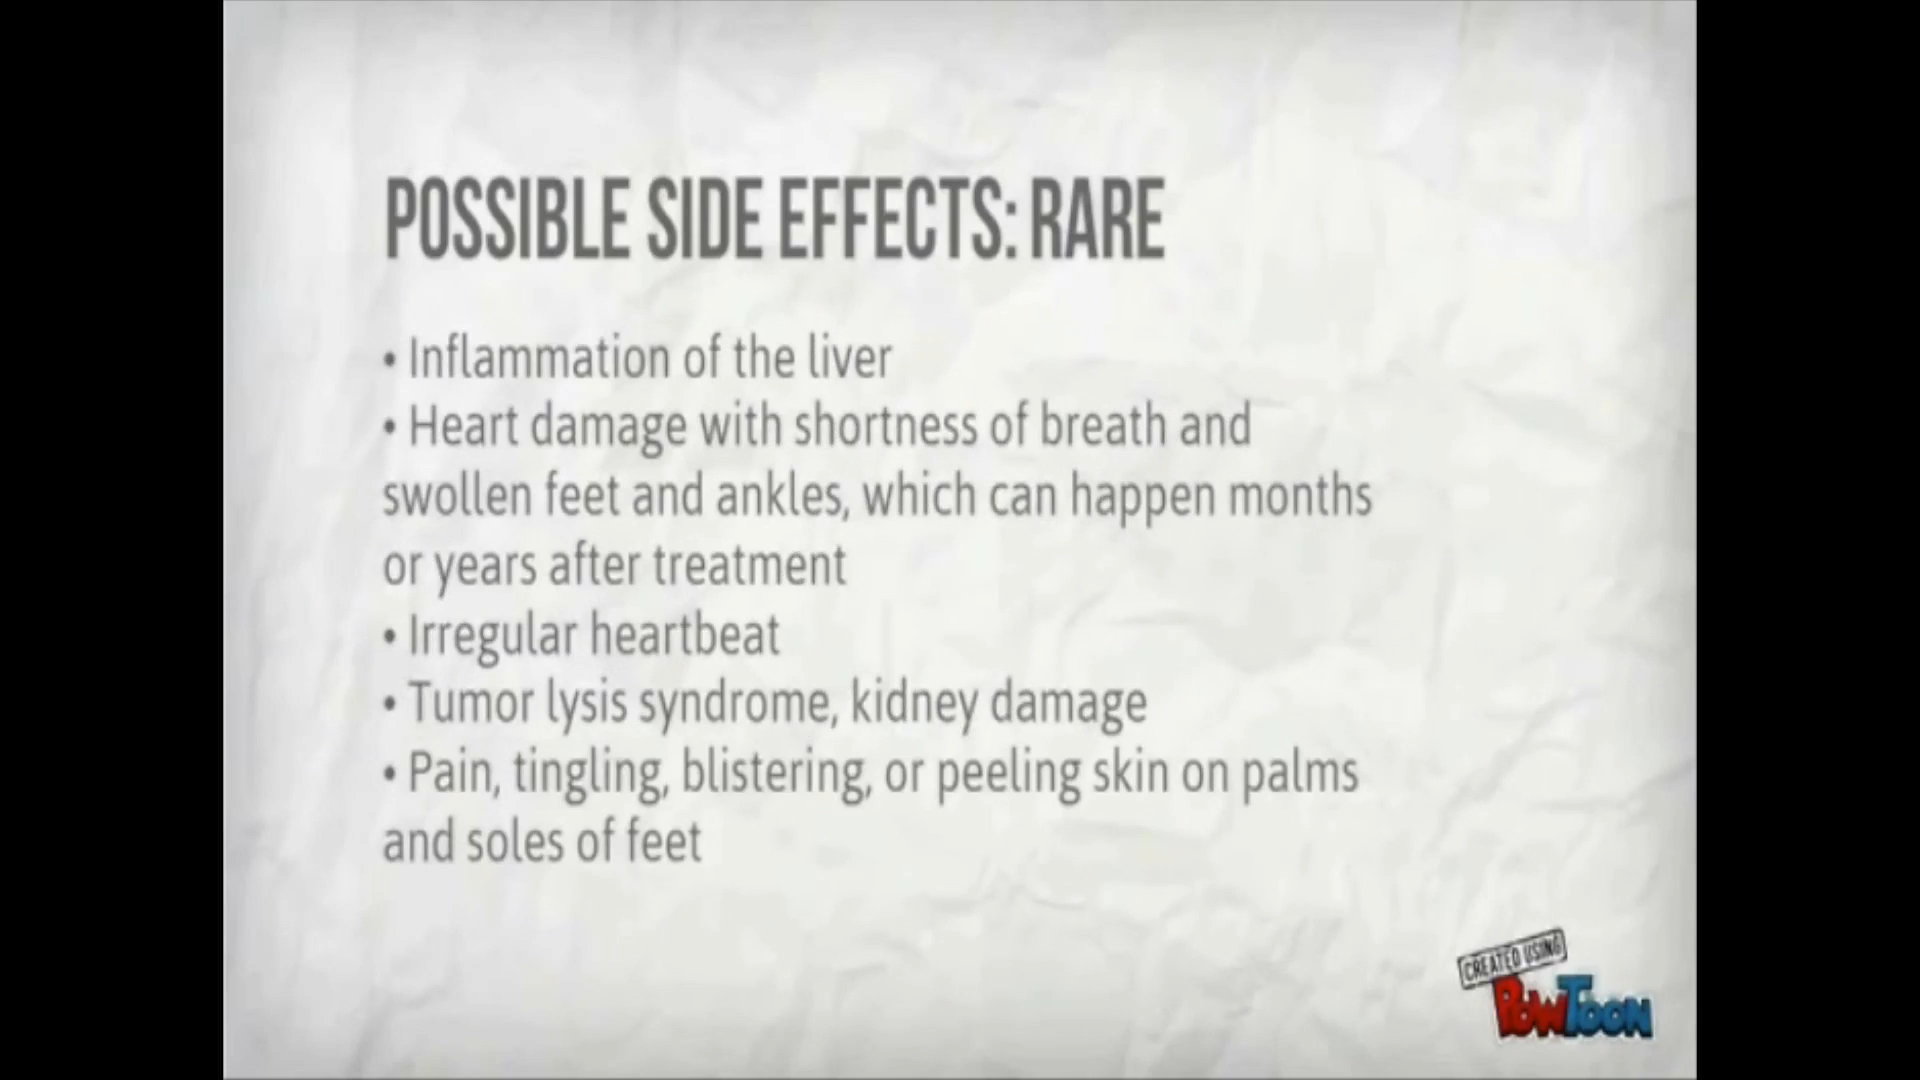 POSSIBLE SIDE EFFECTS: RARE
• Inflammation of the liver
• Heart damage with shortness of breath and
swollen feet and ankles, which can happen months
or years after treatment
• Irregular heartbeat
• Tumor lysis syndrome, kidney damage
• Pain, tingling, blistering, or peeling skin on palms
and soles of feet
CREATED USING
POWTOON